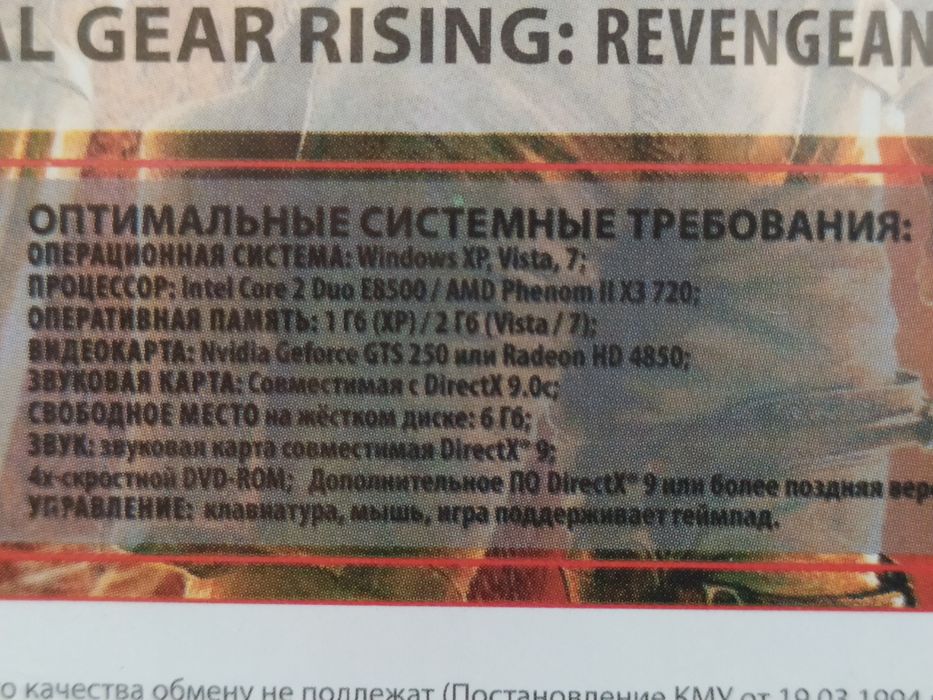 AL GEAR RISING: REVENGEAN
ОПТИМАЛЬНЫЕ СИСТЕМНЫЕ ТРЕБОВАНИЯ:
ОПЕРАЦИОННАЯ СИСТЕМА: Windows XP, Vista, 7;
ПРОЦЕССОР: Intel Core 2 Duo E8500 / AMD Phenom II X3 720;
ОПЕРАТИВНАЯ ПАМЯТЬ: 1 Гб (XP) / 2 Гб (Vista / 7);
ВИДЕОКАРТА: Nvidia Geforce GTS 250 или Radeon HD 4850;
ЗВУКОВАЯ КАРТА: Совместимая с DirectX 9.0c;
СВОБОДНОЕ МЕСТО на жёстком диске: 6 Гб;
ЗВУК: звуковая карта совместимая DirectX® 9;
4х-скростной DVD-ROM; Дополнительное ПО DirectX® 9 или более поздняя вер
УПРАВЛЕНИЕ: клавиатура, мышь, игра поддерживает геймпад.
го качества обмену не подлежат (Постановление КМУ от 19.03.1994